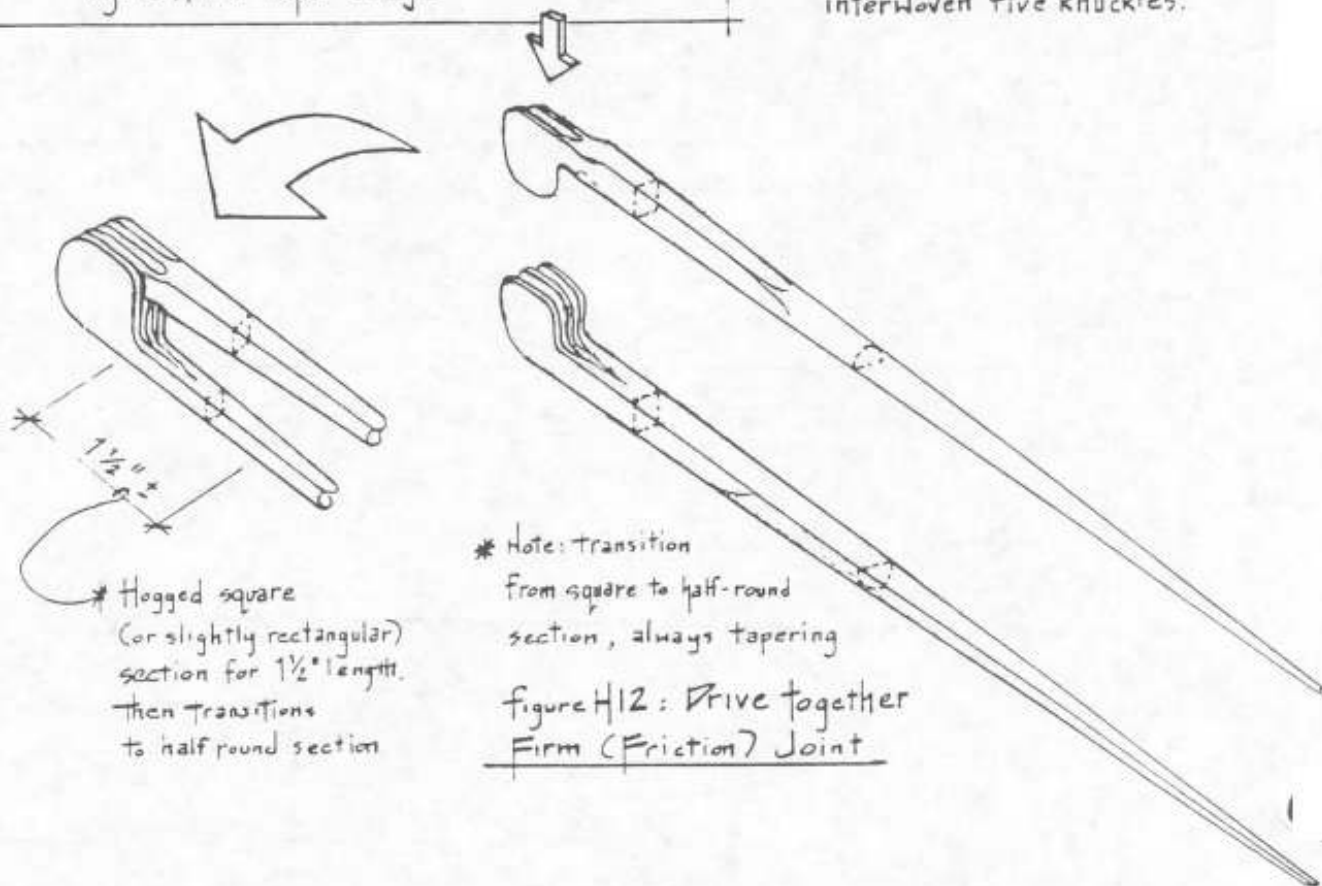 interwoven five knuckles.
1½"*
* Hogged square
(or slightly rectangular)
section for 1½" length.
then transitions
to half round section
* Note: transition
from square to half-round
section, always tapering
figure H12: Drive together
Firm (Friction) Joint